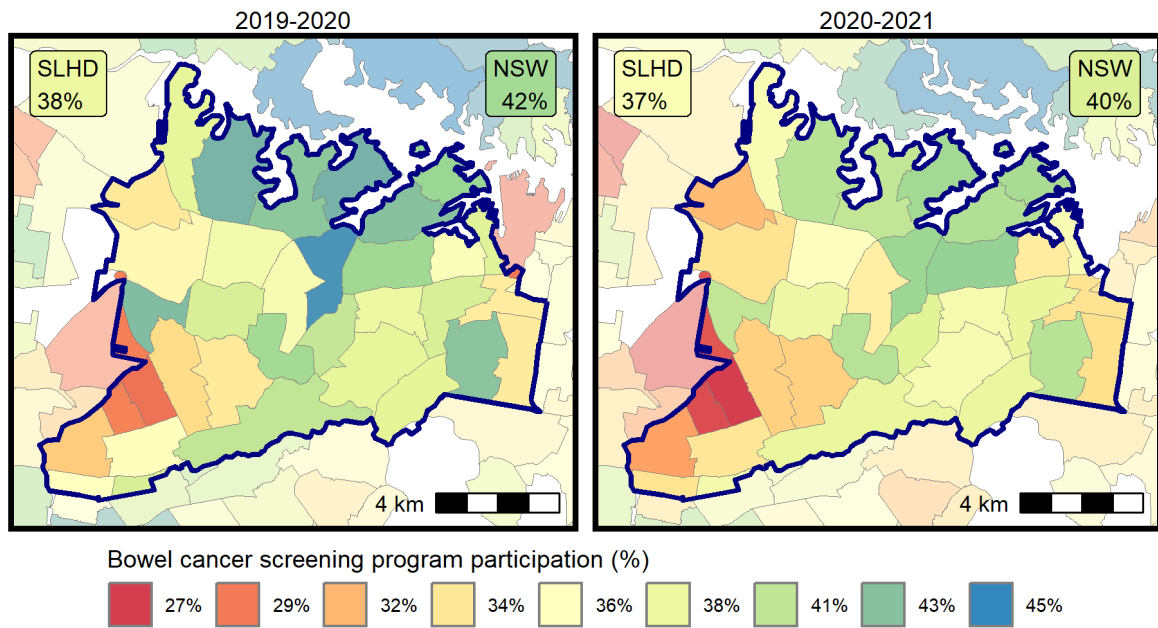 2019-2020
2020-2021
SLHD
38%
NSW
42%
SLHD
37%
NSW
40%
4 km
4 km
Bowel cancer screening program participation (%)
27% 29% 32% 34% 36% 38% 41% 43% 45%